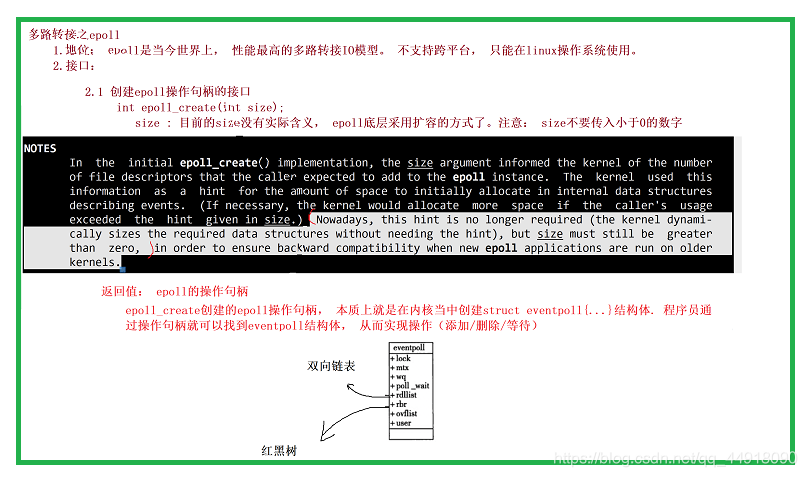 多路转接之epoll
1.地位： epoll是当今世界上， 性能最高的多路转接IO模型。 不支持跨平台， 只能在linux操作系统使用。
2.接口：
2.1 创建epoll操作句柄的接口
int epoll_create(int size);
size : 目前的size没有实际含义， epoll底层采用扩容的方式了。注意： size不要传入小于0的数字
NOTES
In the initial epoll_create() implementation, the size argument informed the kernel of the number
of file descriptors that the caller expected to add to the epoll instance. The kernel used this
information as a hint for the amount of space to initially allocate in internal data structures
describing events. (If necessary, the kernel would allocate more space if the caller's usage
exceeded the hint given in size.) Nowadays, this hint is no longer required (the kernel dynami-
cally sizes the required data structures without needing the hint), but size must still be greater
than zero, in order to ensure backward compatibility when new epoll applications are run on older
kernels.
返回值： epoll的操作句柄
epoll_create创建的epoll操作句柄， 本质上就是在内核当中创建struct eventpoll{...}结构体. 程序员通
过操作句柄就可以找到eventpoll结构体， 从而实现操作（添加/删除/等待）
eventpoll
+lock
+mtx
+wq
+poll_wait
+rdllist
+rbr
+ovflist
+user
双向链表
红黑树
https://blog.csdn.net/qq_44918090